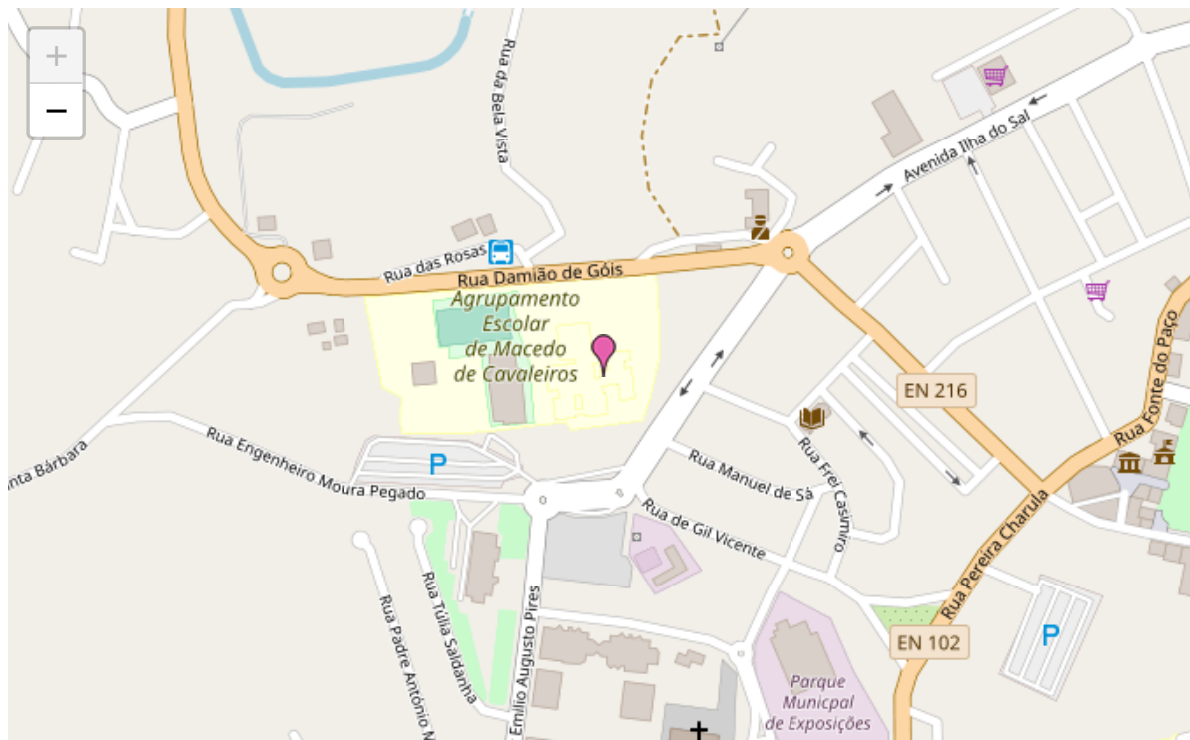 +
−
Rua da Bela Vista
Avenida Ilha do Sal
Rua das Rosas
Rua Damião de Góis
Agrupamento
Escolar
de Macedo
de Cavaleiros
EN 216
Rua Fonte do Paço
nta Bárbara
Rua Engenheiro Moura Pegado
P
Rua Manuel de Sá
Rua Frei Casimiro
Rua de Gil Vicente
Rua Pereira Charula
Rua Túlia Saldanha
Rua Padre António N
Emílio Augusto Pires
EN 102
P
Parque
Municpal
de Exposições